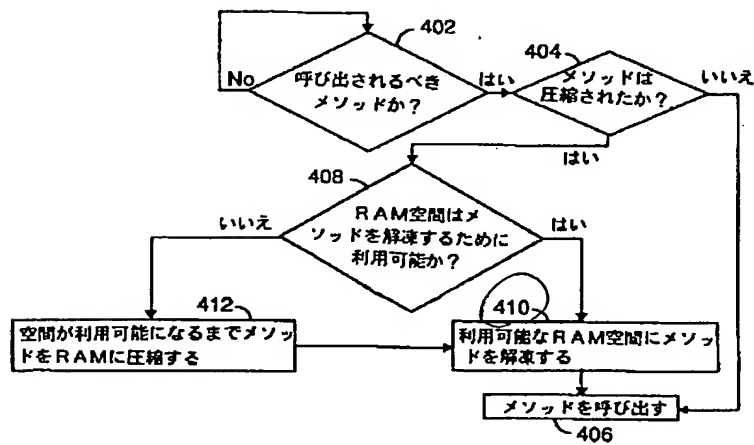 402
呼び出されるべき
メソッドか?
No
はい
404
メソッドは
圧縮されたか?
いいえ
はい
408
RAM空間はメ
ソッドを解凍するために
利用可能か?
いいえ
はい
412
空間が利用可能になるまでメソッ
ドをRAMに圧縮する
410
利用可能なRAM空間にメソッ
ドを解凍する
メソッドを呼び出す
406